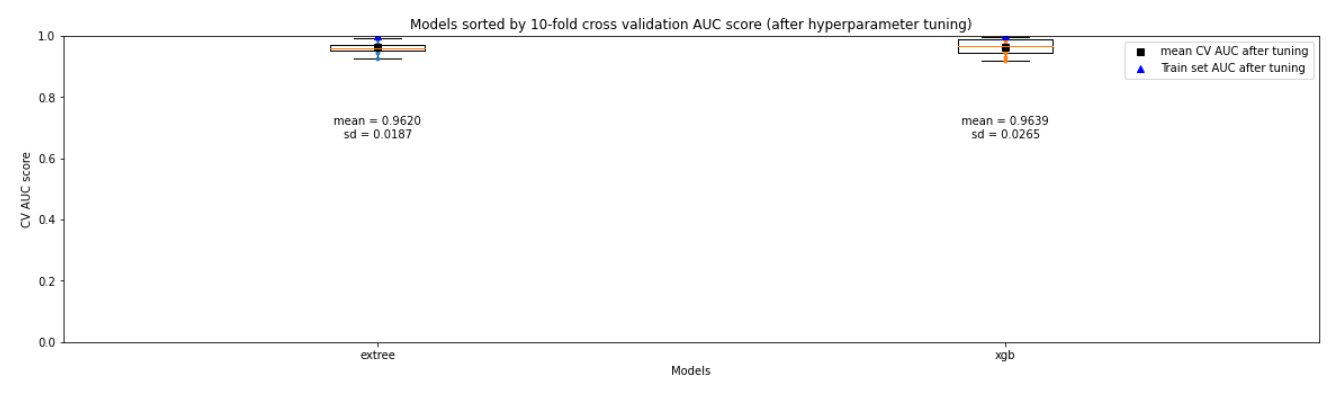 Models sorted by 10-fold cross validation AUC score (after hyperparameter tuning)
1.0
0.8
0.6
0.4
0.2
0.0
CV AUC score
mean = 0.9620
sd = 0.0187
mean = 0.9639
sd = 0.0265
mean CV AUC after tuning
Train set AUC after tuning
extree
xgb
Models